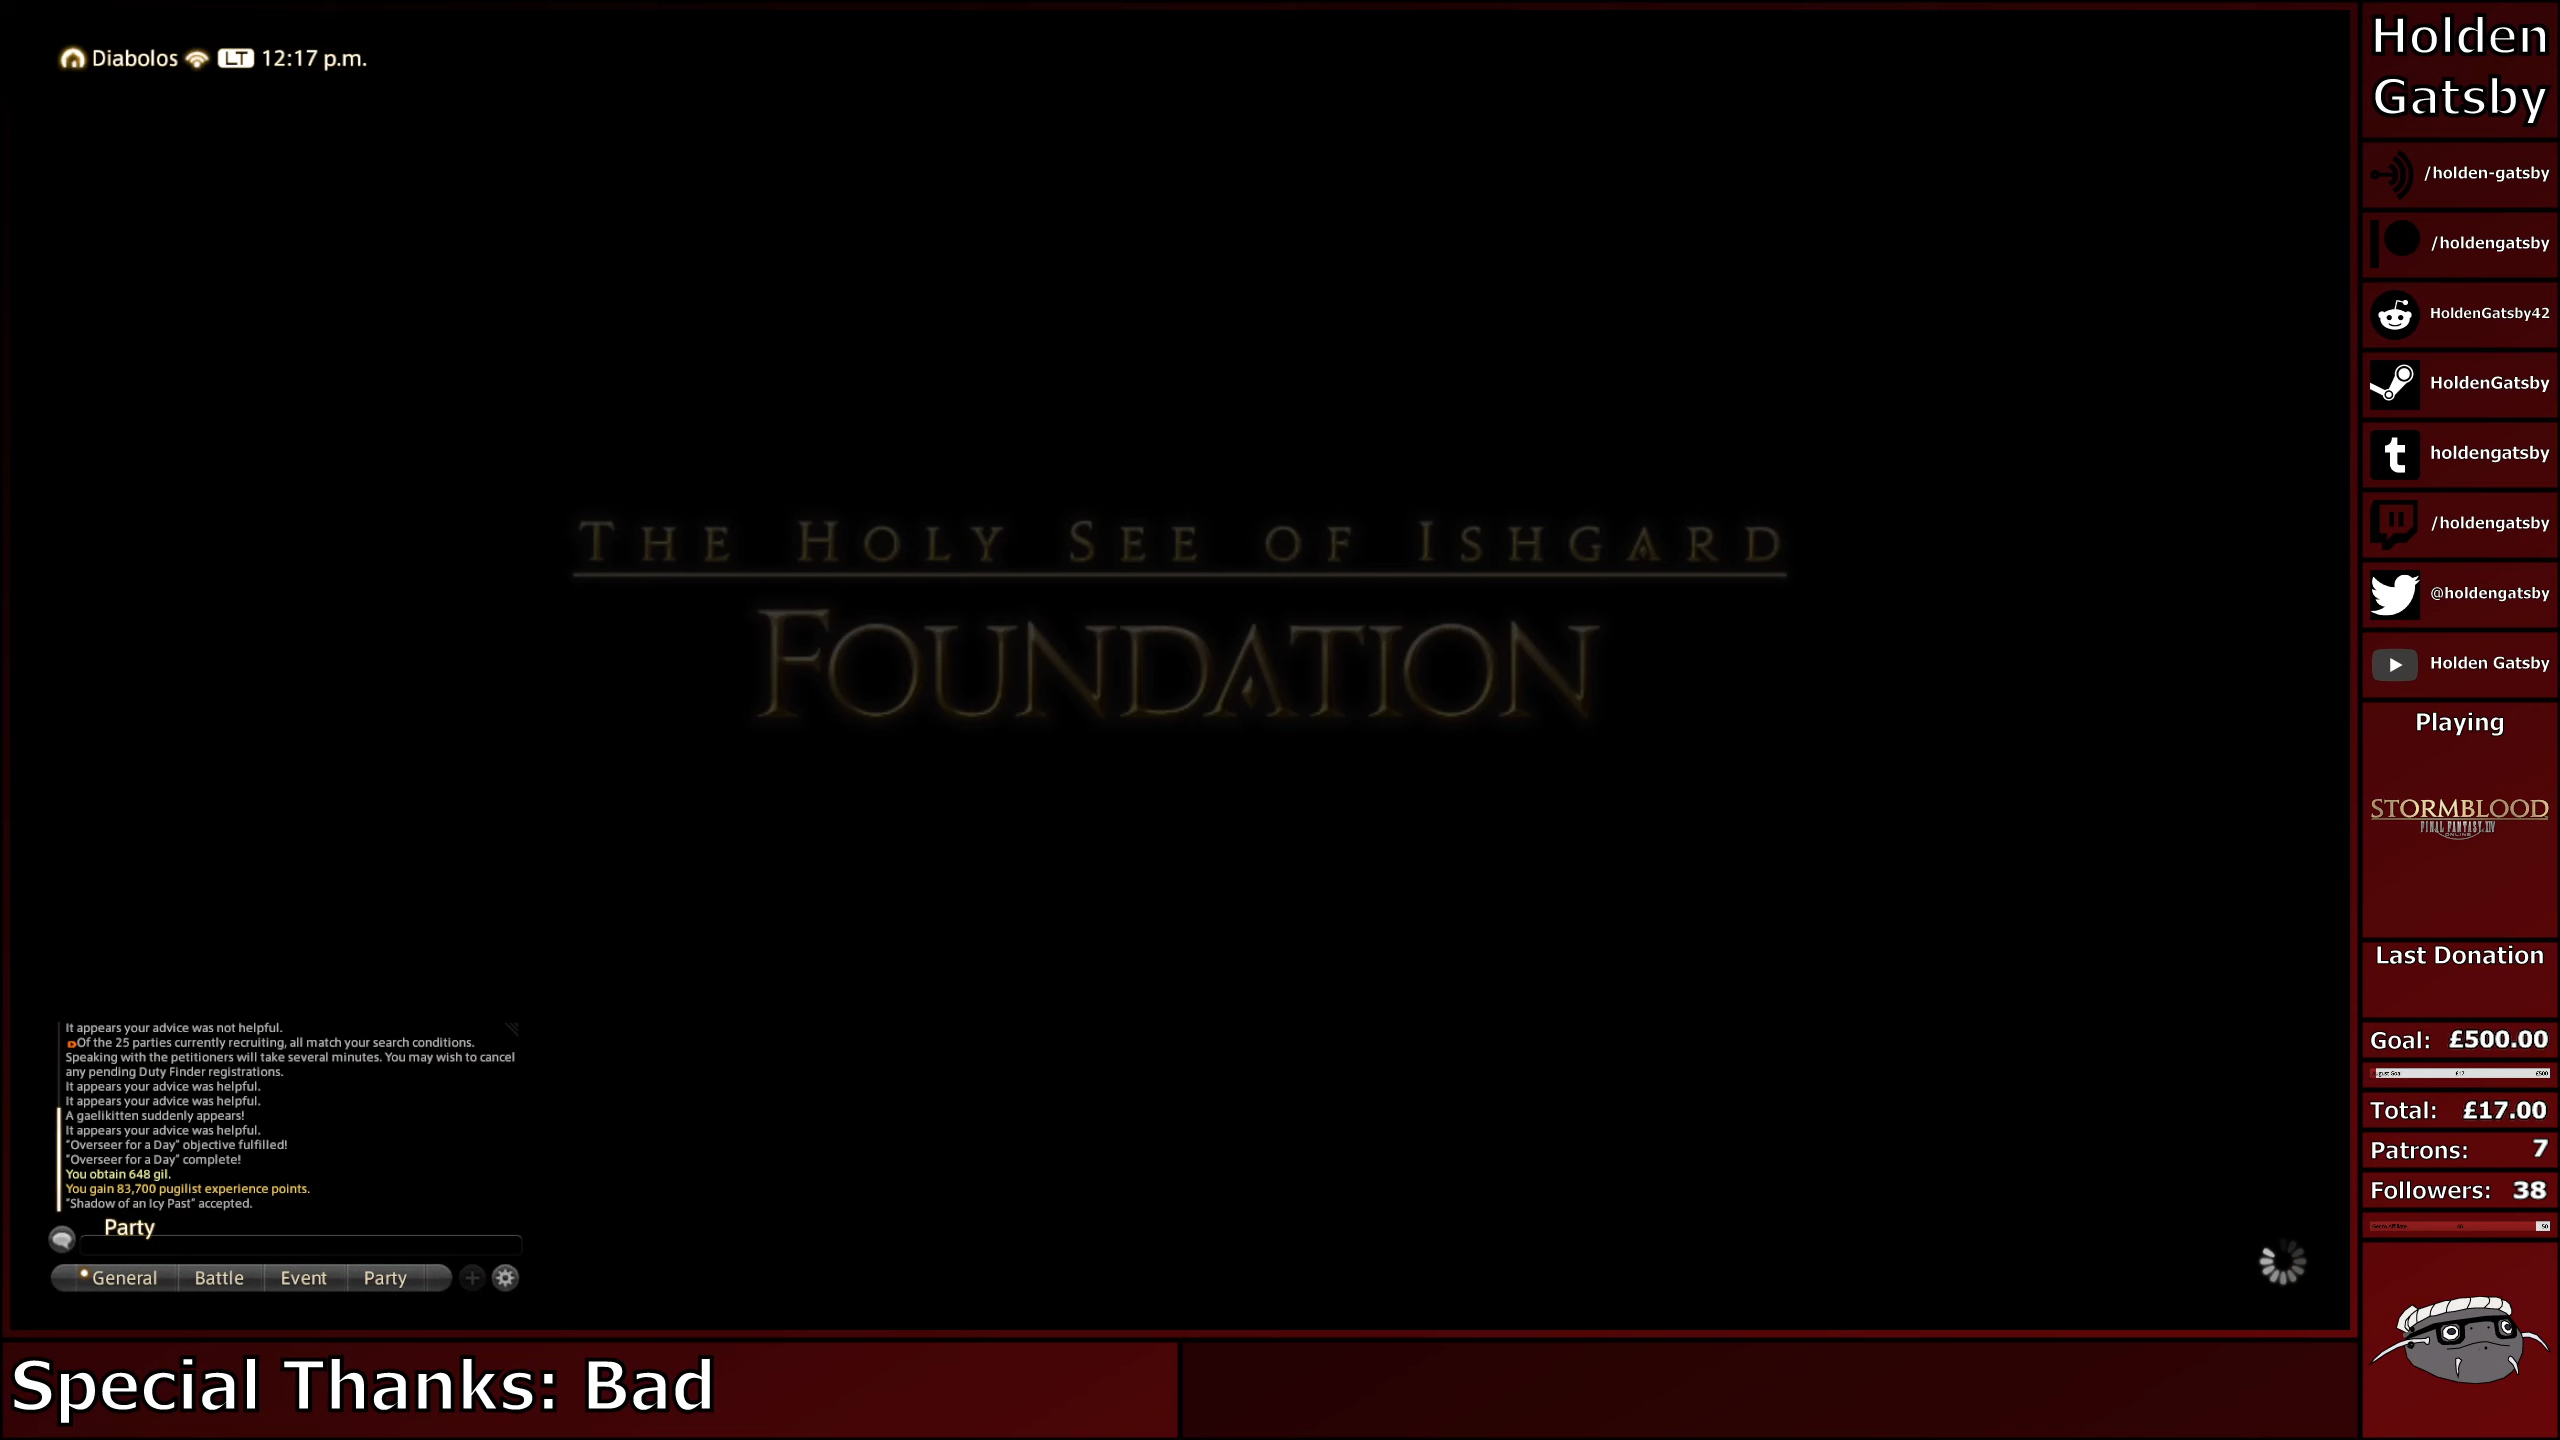 Diabolos LT 12:17 p.m.
THE HOLY SEE OF ISHGARD
FOUNDATION
It appears your advice was not helpful.
Of the 25 parties currently recruiting, all match your search conditions.
Speaking with the petitioners will take several minutes. You may wish to cancel
any pending Duty Finder registrations.
It appears your advice was helpful.
It appears your advice was helpful.
A gaelikitten suddenly appears!
It appears your advice was helpful.
"Overseer for a Day" objective fulfilled!
"Overseer for a Day" complete!
You obtain 648 gil.
You gain 83,700 pugilist experience points.
"Shadow of an Icy Past" accepted.
Party
General Battle Event Party
Special Thanks: Bad
Holden
Gatsby
/holden-gatsby
/holdengatsby
HoldenGatsby42
HoldenGatsby
t holdengatsby
/holdengatsby
@holdengatsby
Holden Gatsby
Playing
STORMBLOOD
FINAL FANTASY XIV
ONLINE
Last Donation
Goal: £500.00
August Goal £17 £500
Total: £17.00
Patrons: 7
Followers: 38
50